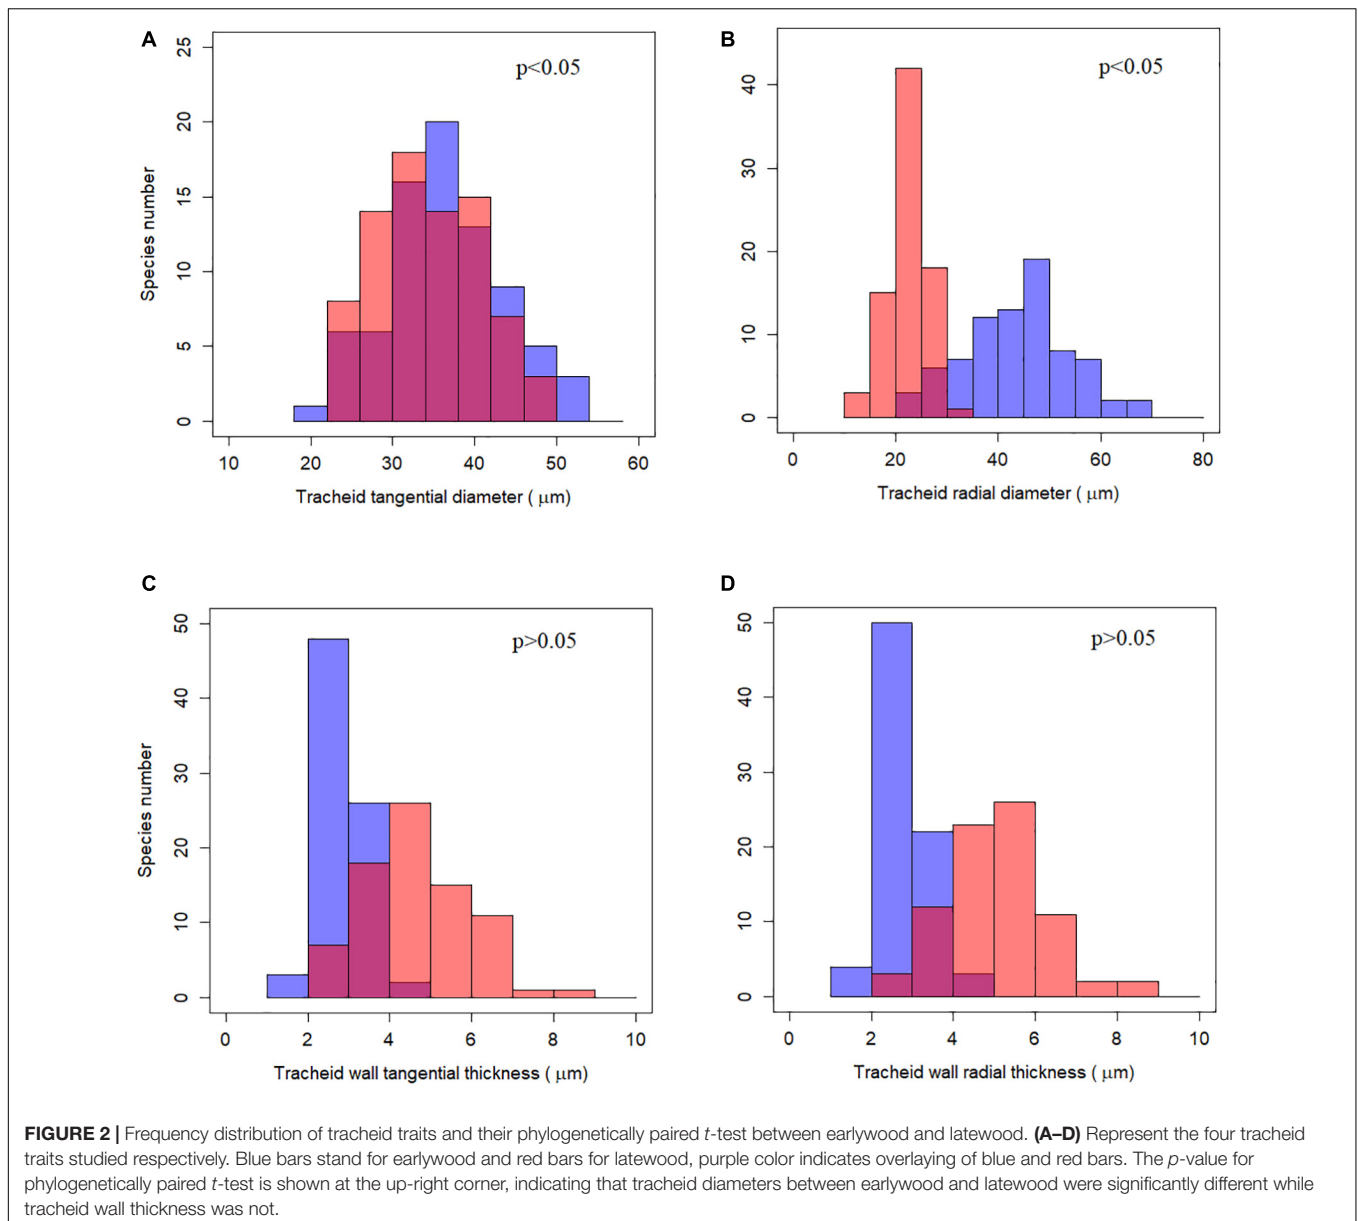 A
p<0.05
25
20
15
10
5
0
Species number
10 20 30 40 50 60
Tracheid tangential diameter ( μm)
B
p<0.05
40
30
20
10
0
0 20 40 60 80
Tracheid radial diameter ( μm)
C
p>0.05
50
40
30
20
10
0
Species number
0 2 4 6 8 10
Tracheid wall tangential thickness ( μm)
D
p>0.05
50
40
30
20
10
0
0 2 4 6 8 10
Tracheid wall radial thickness ( μm)
FIGURE 2 | Frequency distribution of tracheid traits and their phylogenetically paired t-test between earlywood and latewood. (A–D) Represent the four tracheid
traits studied respectively. Blue bars stand for earlywood and red bars for latewood, purple color indicates overlaying of blue and red bars. The p-value for
phylogenetically paired t-test is shown at the up-right corner, indicating that tracheid diameters between earlywood and latewood were significantly different while
tracheid wall thickness was not.